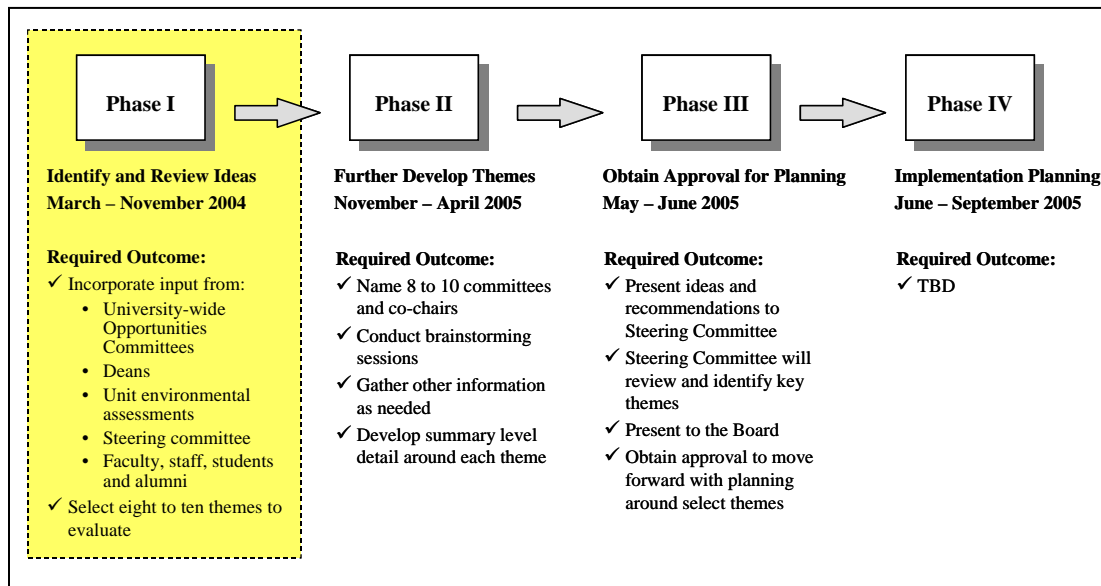 Phase I
Identify and Review Ideas
March – November 2004
Required Outcome:
✓ Incorporate input from:
• University-wide
Opportunities
Committees
• Deans
• Unit environmental
assessments
• Steering committee
• Faculty, staff, students
and alumni
✓ Select eight to ten themes to
evaluate
Phase II
Further Develop Themes
November – April 2005
Required Outcome:
✓ Name 8 to 10 committees
and co-chairs
✓ Conduct brainstorming
sessions
✓ Gather other information
as needed
✓ Develop summary level
detail around each theme
Phase III
Obtain Approval for Planning
May – June 2005
Required Outcome:
✓ Present ideas and
recommendations to
Steering Committee
✓ Steering Committee will
review and identify key
themes
✓ Present to the Board
✓ Obtain approval to move
forward with planning
around select themes
Phase IV
Implementation Planning
June – September 2005
Required Outcome:
✓ TBD